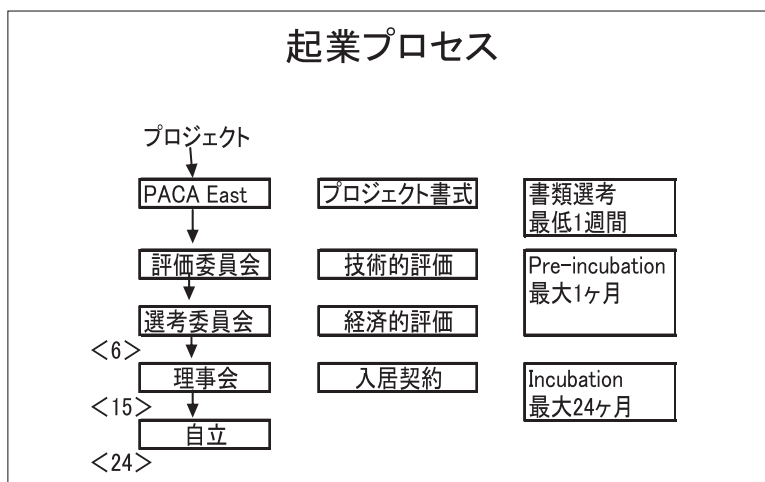 起業プロセス
プロジェクト
PACA East
プロジェクト書式
書類選考
最低1週間
評価委員会
技術的評価
Pre-incubation
最大1ヶ月
選考委員会
経済的評価
<6>
理事会
入居契約
Incubation
最大24ヶ月
<15>
自立
<24>